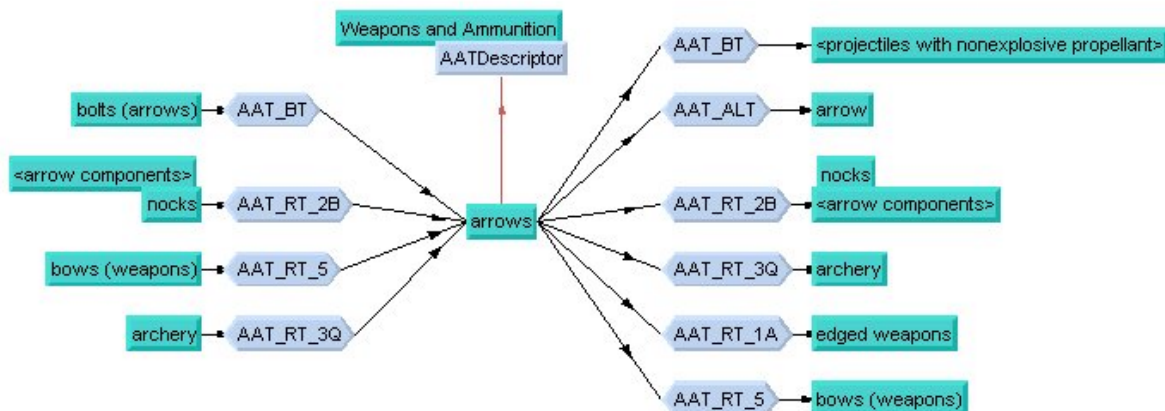 Weapons and Ammunition
AATDescriptor
bolts (arrows)
AAT_BT
<arrow components>
nocks
AAT_RT_2B
bows (weapons)
AAT_RT_5
archery
AAT_RT_3Q
arrows
AAT_BT
<projectiles with nonexplosive propellant>
AAT_ALT
arrow
nocks
AAT_RT_2B
<arrow components>
AAT_RT_3Q
archery
AAT_RT_1A
edged weapons
AAT_RT_5
bows (weapons)